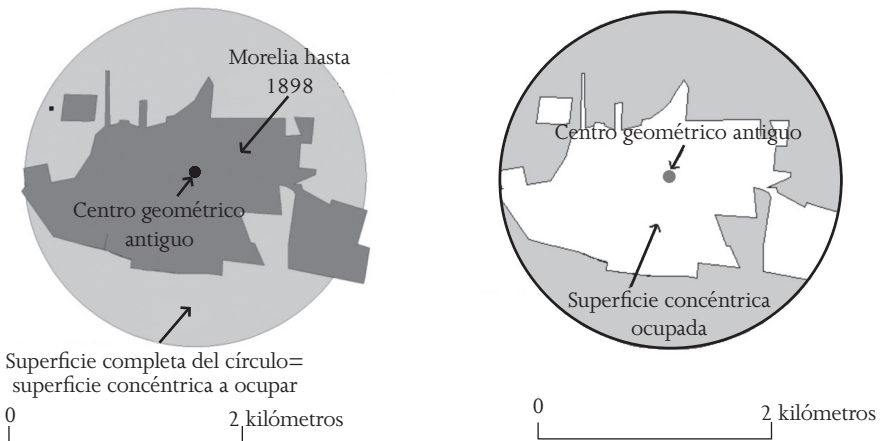 Morelia hasta
1898
Centro geométrico
antiguo
Superficie completa del círculo=
superficie concéntrica a ocupar
0
2 kilómetros
Centro geométrico antiguo
Superficie concéntrica
ocupada
0
2 kilómetros